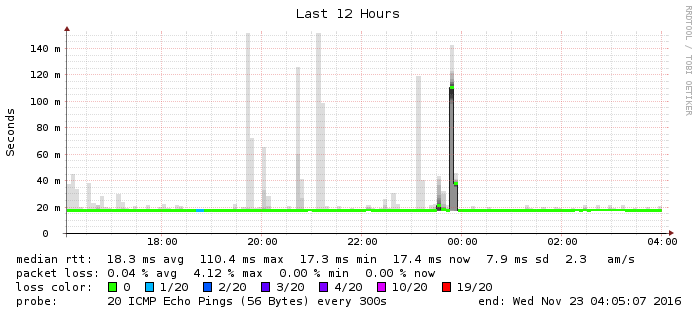 Last 12 Hours
RRDTOOL / TOBI OETIKER
Seconds
140 m
120 m
100 m
80 m
60 m
40 m
20 m
0
18:00 20:00 22:00 00:00 02:00 04:00
median rtt: 18.3 ms avg 110.4 ms max 17.3 ms min 17.4 ms now 7.9 ms sd 2.3 am/s
packet loss: 0.04 % avg 4.12 % max 0.00 % min 0.00 % now
loss color: 0 1/20 2/20 3/20 4/20 10/20 19/20
probe: 20 ICMP Echo Pings (56 Bytes) every 300s end: Wed Nov 23 04:05:07 2016